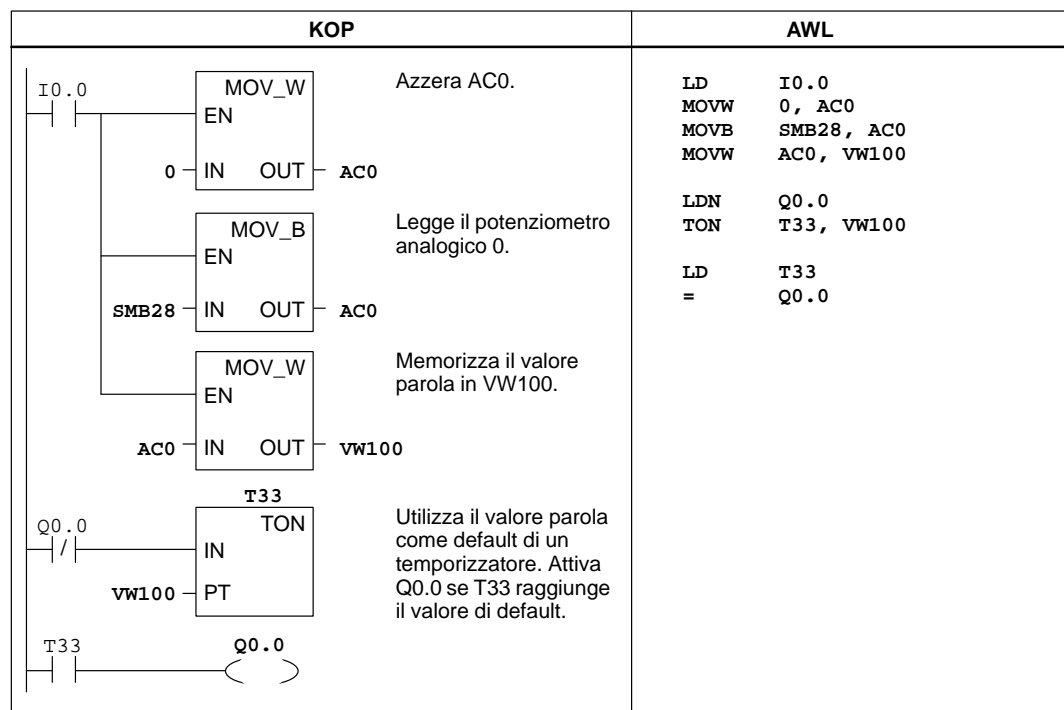 KOP
AWL
I0.0
MOV_W
EN
0
IN
OUT
AC0
Azzera AC0.
MOV_B
EN
SMB28
IN
OUT
AC0
Legge il potenziometro
analogico 0.
MOV_W
EN
AC0
IN
OUT
VW100
Memorizza il valore
parola in VW100.
T33
Q0.0
/
TON
IN
VW100
PT
Utilizza il valore parola
come default di un
temporizzatore. Attiva
Q0.0 se T33 raggiunge
il valore di default.
T33
Q0.0
LD I0.0
MOVW 0, AC0
MOVB SMB28, AC0
MOVW AC0, VW100
LDN Q0.0
TON T33, VW100
LD T33
= Q0.0